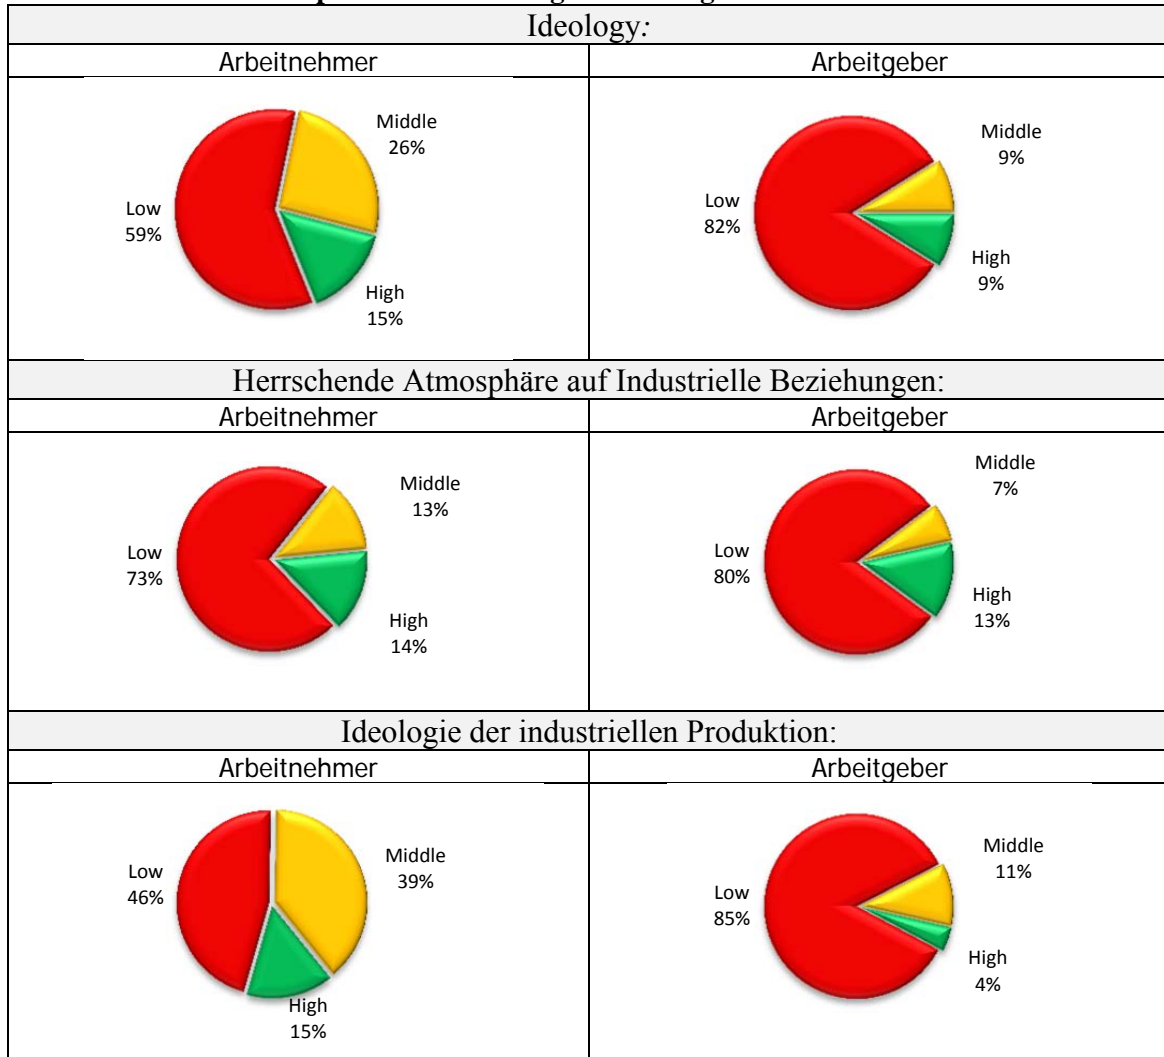 Ideology:
Arbeitnehmer Arbeitgeber
Middle
26%
Low
59%
High
15%
Middle
9%
Low
82%
High
9%
Herrschende Atmosphäre auf Industrielle Beziehungen:
Arbeitnehmer Arbeitgeber
Middle
13%
Low
73%
High
14%
Middle
7%
Low
80%
High
13%
Ideologie der industriellen Produktion:
Arbeitnehmer Arbeitgeber
Middle
39%
Low
46%
High
15%
Middle
11%
Low
85%
High
4%